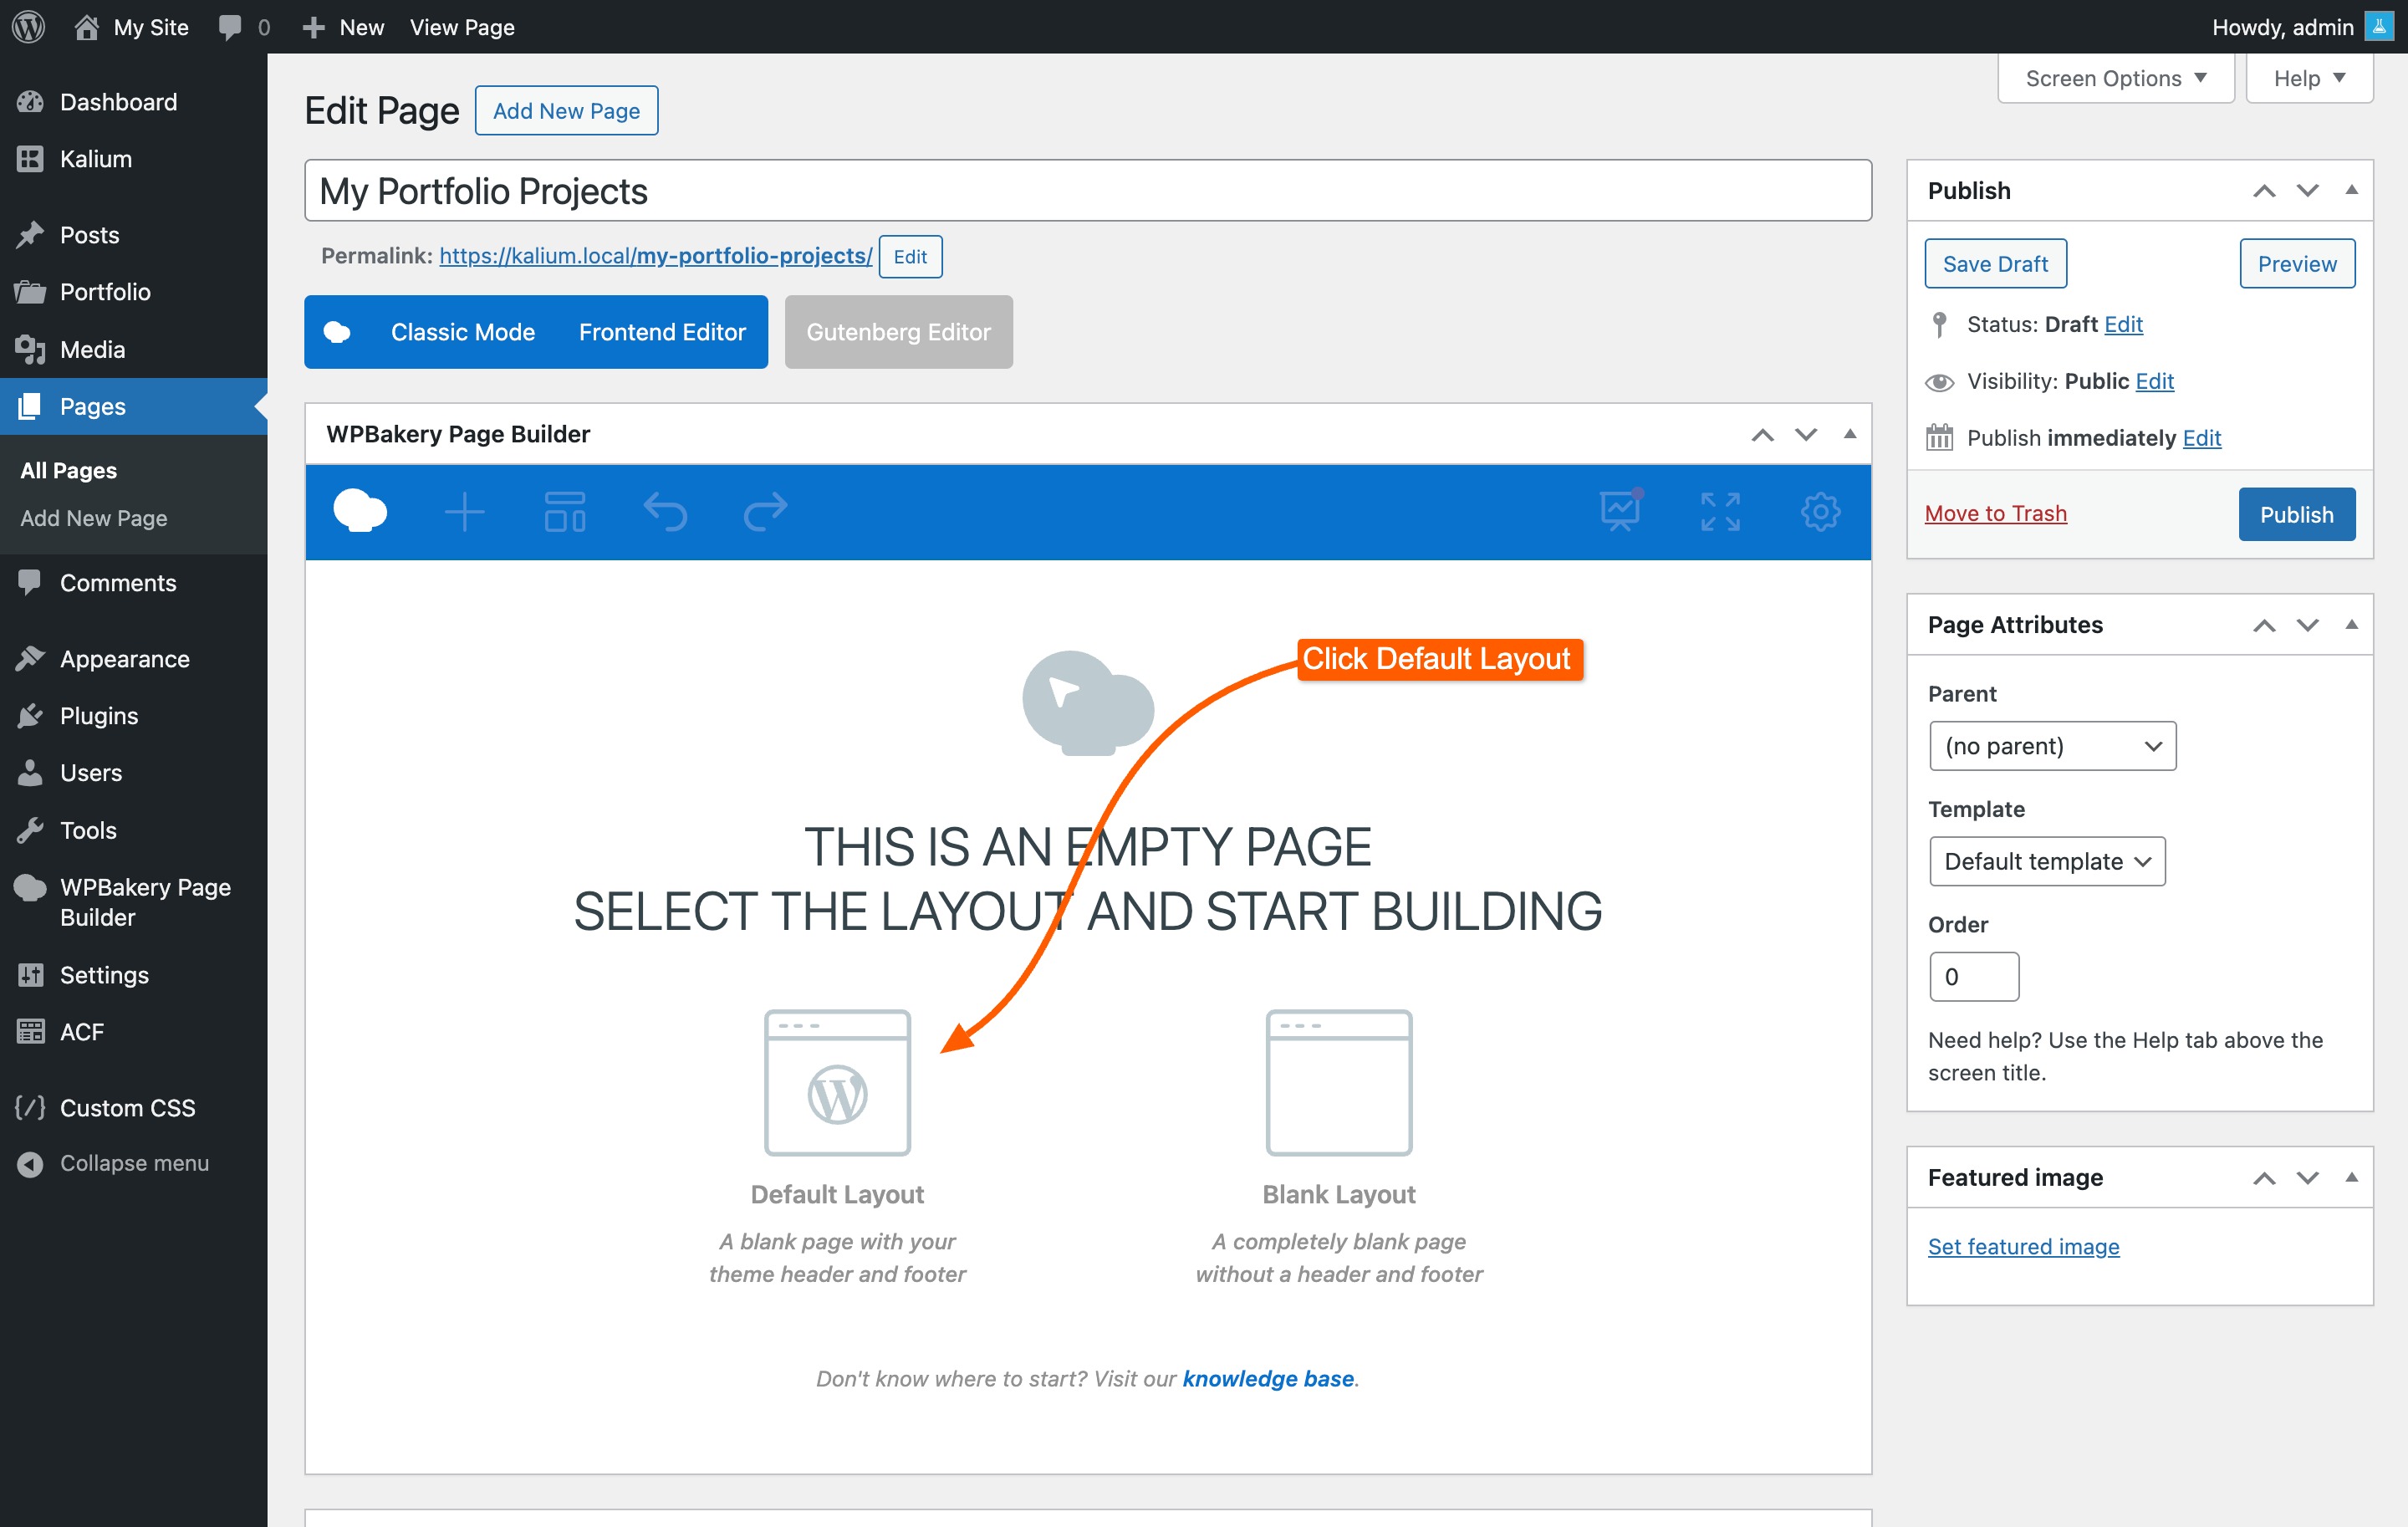 My Site 0 New View Page Howdy, admin
Screen Options Help
Dashboard
Kalium
Posts
Portfolio
Media
Pages
All Pages
Add New Page
Comments
Appearance
Plugins
Users
Tools
WPBakery Page
Builder
Settings
ACF
Custom CSS
Collapse menu
Edit Page Add New Page
My Portfolio Projects
Permalink: https://kalium.local/my-portfolio-projects/ Edit
Classic Mode Frontend Editor Gutenberg Editor
WPBakery Page Builder
Click Default Layout
THIS IS AN EMPTY PAGE
SELECT THE LAYOUT AND START BUILDING
Default Layout
A blank page with your
theme header and footer
Blank Layout
A completely blank page
without a header and footer
Don't know where to start? Visit our knowledge base.
Publish
Save Draft Preview
Status: Draft Edit
Visibility: Public Edit
Publish immediately Edit
Move to Trash Publish
Page Attributes
Parent
(no parent)
Template
Default template
Order
0
Need help? Use the Help tab above the
screen title.
Featured image
Set featured image